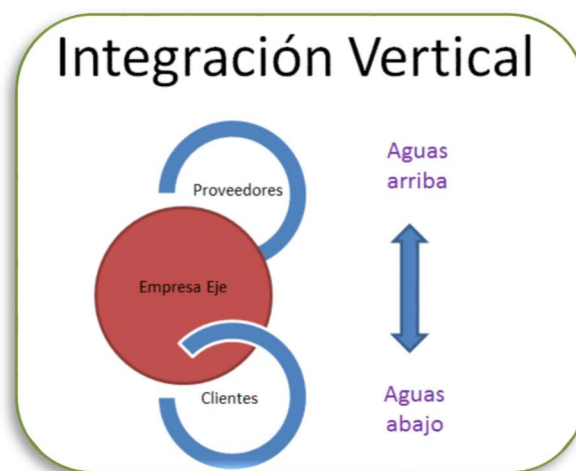 Integración Vertical
Proveedores
Aguas
arriba
Empresa Eje
Clientes
Aguas
abajo